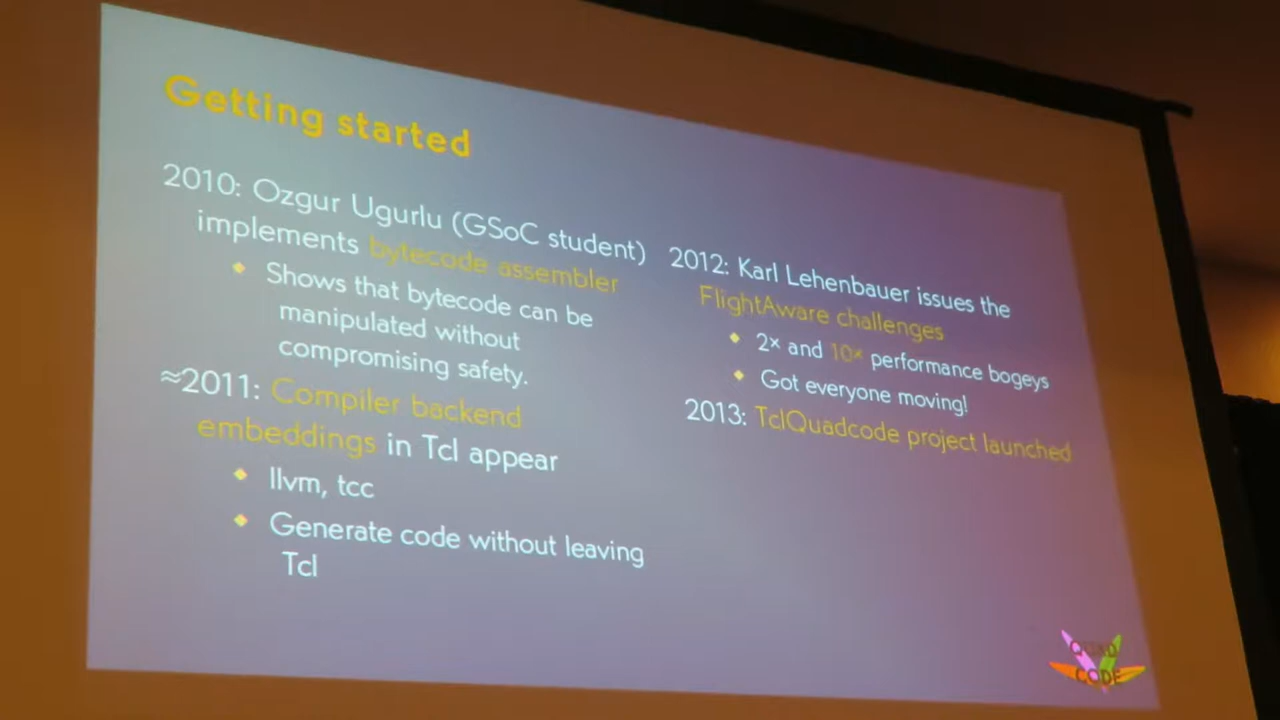 Getting started
2010: Ozgur Ugurlu (GSoC student)
implements bytecode assembler
◆ Shows that bytecode can be
manipulated without
compromising safety.
≈2011: Compiler backend
embeddings in Tcl appear
◆ llvm, tcc
◆ Generate code without leaving
Tcl
2012: Karl Lehenbauer issues the
FlightAware challenges
◆ 2× and 10× performance bogeys
◆ Got everyone moving!
2013: TclQuadcode project launched
QUAD
CODE